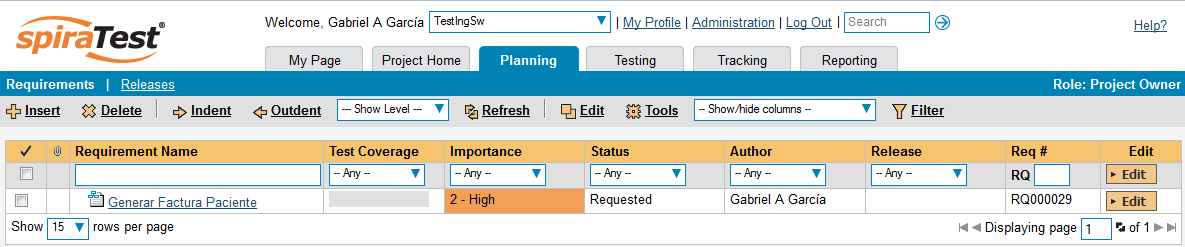 spiraTest®
Welcome, Gabriel A García TestIngSw | My Profile | Administration | Log Out | Search
Help?
My Page Project Home Planning Testing Tracking Reporting
Requirements | Releases Role: Project Owner
Insert Delete Indent Outdent --- Show Level --- Refresh Edit Tools -- Show/hide columns -- Filter
Requirement Name Test Coverage Importance Status Author Release Req # Edit
-- Any -- -- Any -- -- Any -- -- Any -- -- Any -- RQ Edit
Generar Factura Paciente 2 - High Requested Gabriel A García RQ000029 Edit
Show 15 rows per page Displaying page 1 of 1